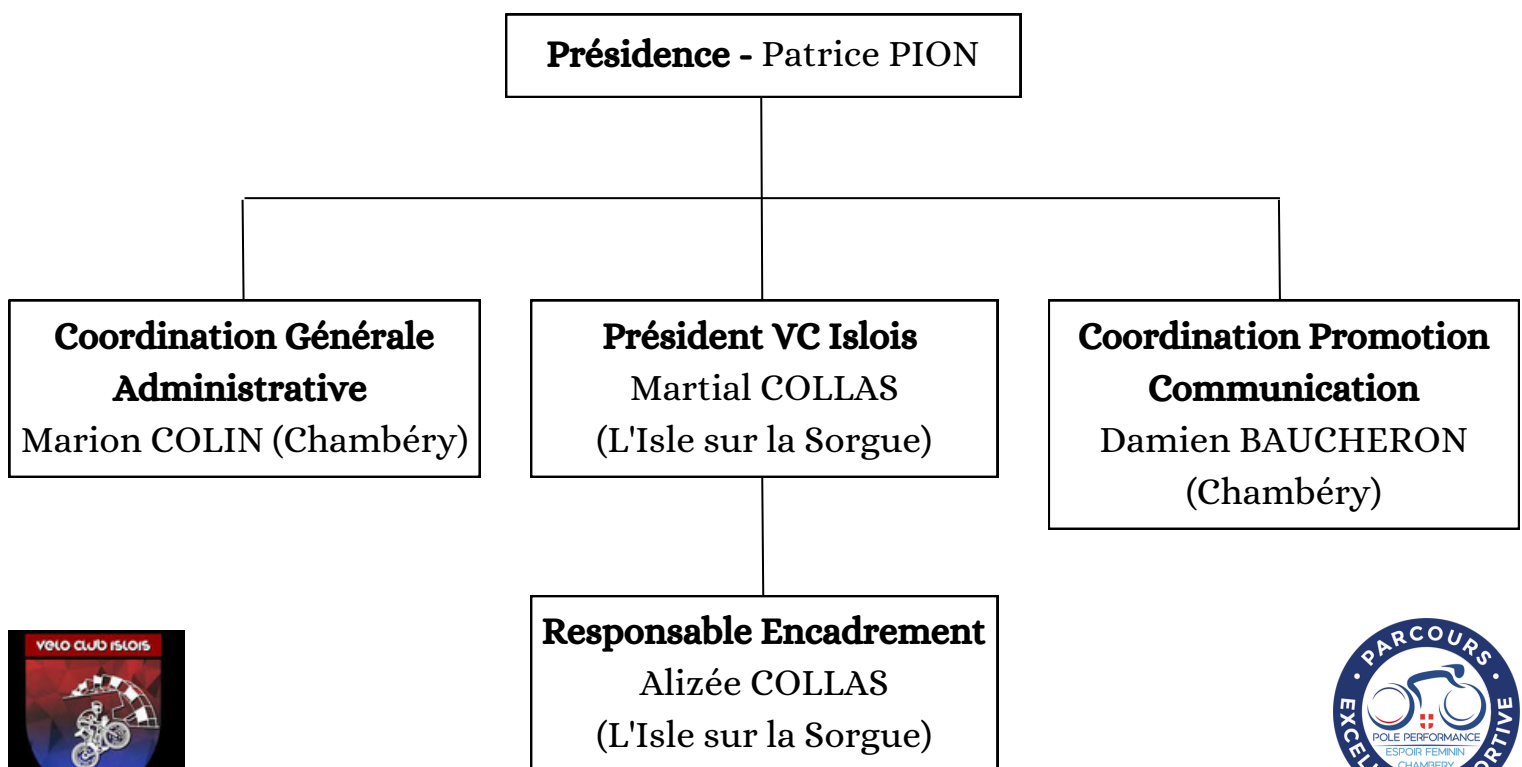 Présidence - Patrice PION
Coordination Générale
Administrative
Marion COLIN (Chambéry)
Président VC Islois
Martial COLLAS
(L'Isle sur la Sorgue)
Coordination Promotion
Communication
Damien BAUCHERON
(Chambéry)
Responsable Encadrement
Alizée COLLAS
(L'Isle sur la Sorgue)
VELO CLUB ISLOIS
PARCOURS
POLE PERFORMANCE
ESPOIR FEMININ
CHAMBERY